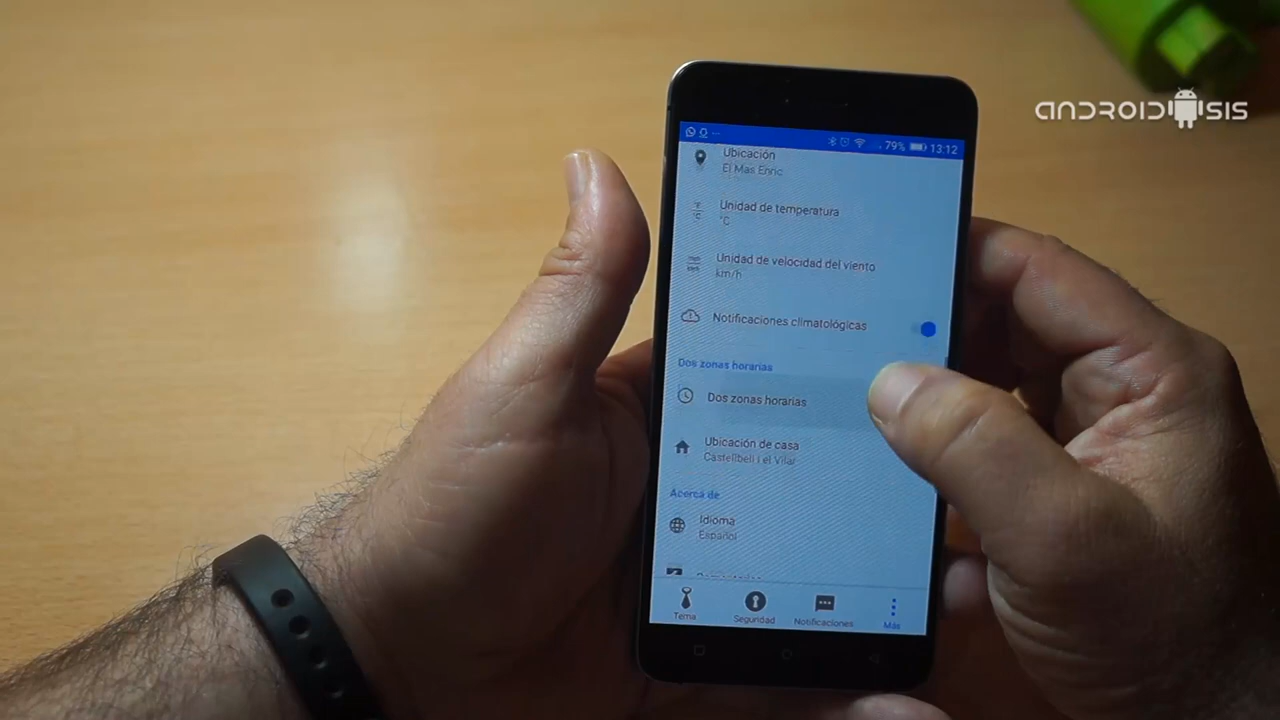 ANDROIDSIS
79% 13:12
Ubicación
El Mas Enric
Unidad de temperatura
°C
Unidad de velocidad del viento
km/h
Notificaciones climatológicas
Dos zonas horarias
Dos zonas horarias
Ubicación de casa
Castellbell i el Vilar
Acerca de
Idioma
Español
Tema
Seguridad
Notificaciones
Más